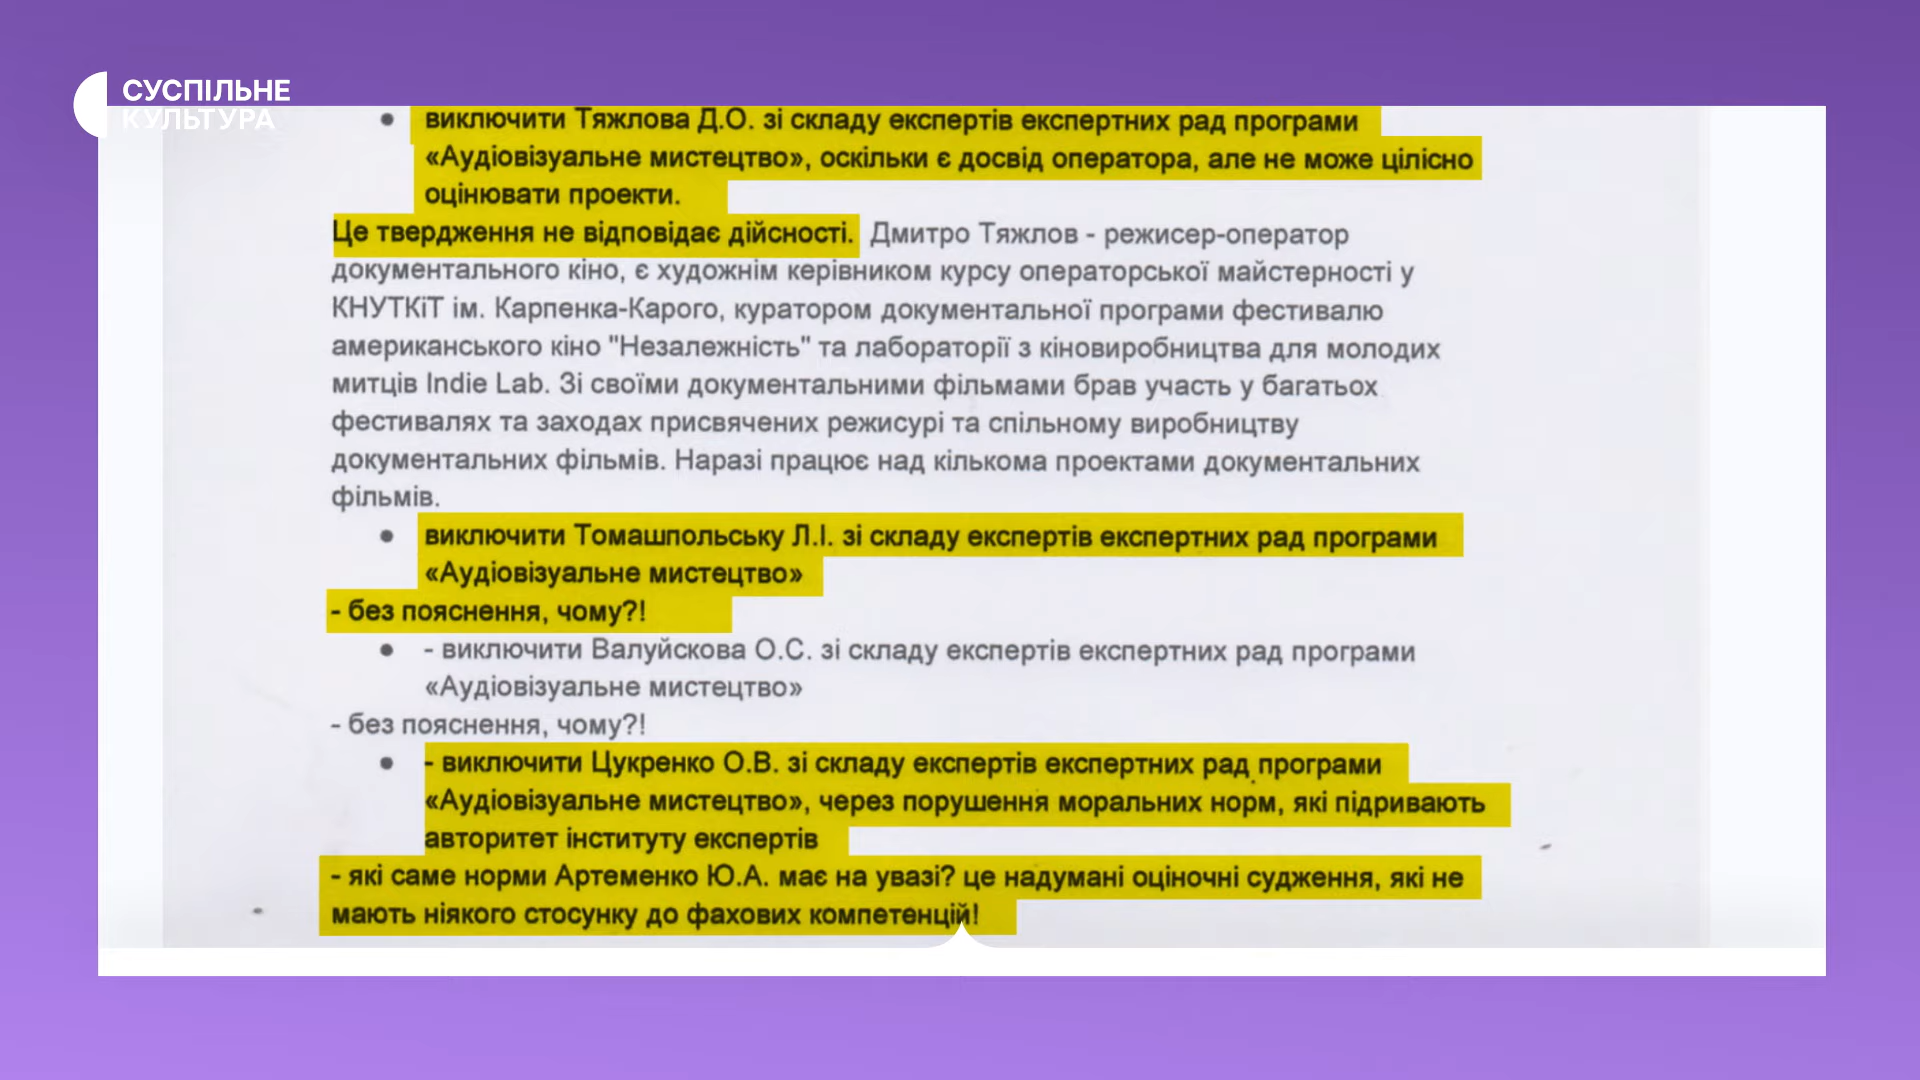 СУСПІЛЬНЕ
КУЛЬТУРА
• виключити Тяжлова Д.О. зі складу експертів експертних рад програми
«Аудіовізуальне мистецтво», оскільки є досвід оператора, але не може цілісно
оцінювати проекти.
Це твердження не відповідає дійсності. Дмитро Тяжлов - режисер-оператор
документального кіно, є художнім керівником курсу операторської майстерності у
КНУТКіТ ім. Карпенка-Карого, куратором документальної програми фестивалю
американського кіно "Незалежність" та лабораторії з кіновиробництва для молодих
митців Indie Lab. Зі своїми документальними фільмами брав участь у багатьох
фестивалях та заходах присвячених режисурі та спільному виробництву
документальних фільмів. Наразі працює над кількома проектами документальних
фільмів.
• виключити Томашпольську Л.І. зі складу експертів експертних рад програми
«Аудіовізуальне мистецтво»
- без пояснення, чому?!
• - виключити Валуйскова О.С. зі складу експертів експертних рад програми
«Аудіовізуальне мистецтво»
- без пояснення, чому?!
• - виключити Цукренко О.В. зі складу експертів експертних рад програми
«Аудіовізуальне мистецтво», через порушення моральних норм, які підривають
авторитет інституту експертів
- які саме норми Артеменко Ю.А. має на увазі? це надумані оціночні судження, які не
мають ніякого стосунку до фахових компетенцій!